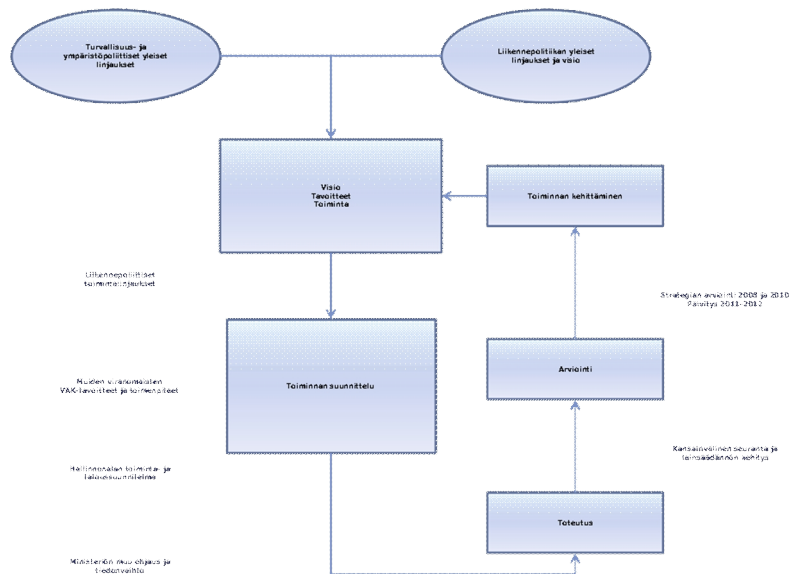 Turvallisuus- ja
ympäristöpoliittiset yleiset
linjaukset
Liikennepolitiikan yleiset
linjaukset ja visio
Visio
Tavoitteet
Toiminta
Toiminnan kehittäminen
Liikennepoliittiset
toimintalinjaukset
Strategian arviointi 2008 ja 2010
Päivitys 2011-2012
Toiminnan suunnittelu
Arviointi
Muiden viranomaisten
VAK-tavoitteet ja toimenpiteet
Kansainvälinen seuranta ja
lainsäädännön kehitys
Hallinnonalan toiminta- ja
taloussuunnitelma
Toteutus
Ministeriön muu ohjaus ja
tiedonvaihto